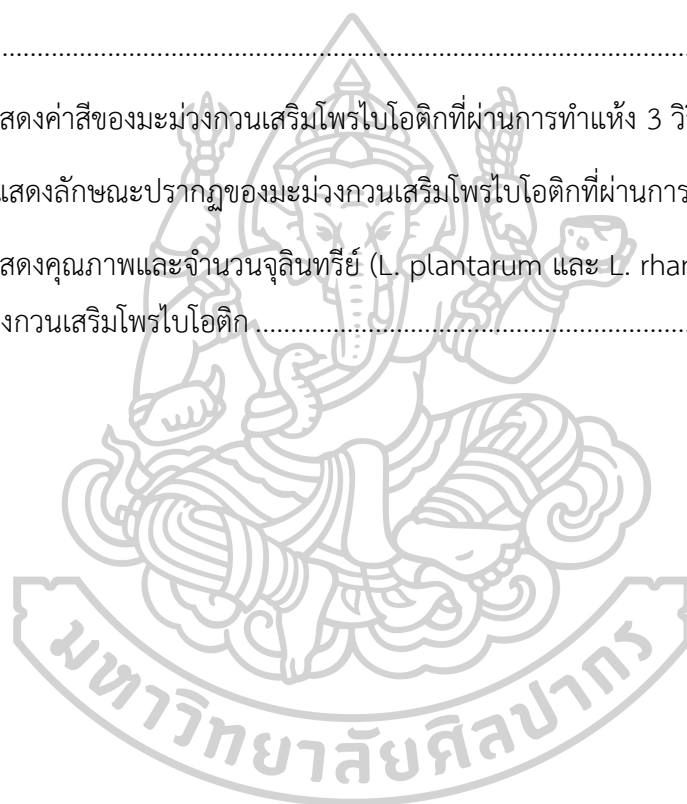 ................................................................................................
สดงค่าสีของมะม่วงกวนเสริมโพรไบโอติกที่ผ่านการทำแห้ง 3 วิ
แสดงลักษณะปรากฏของมะม่วงกวนเสริมโพรไบโอติกที่ผ่านการ
สดงคุณภาพและจำนวนจุลินทรีย์ (L. plantarum และ L. rhar
งกวนเสริมโพรไบโอติก ............................................................
มหาวิทยาลัยศิลปากร